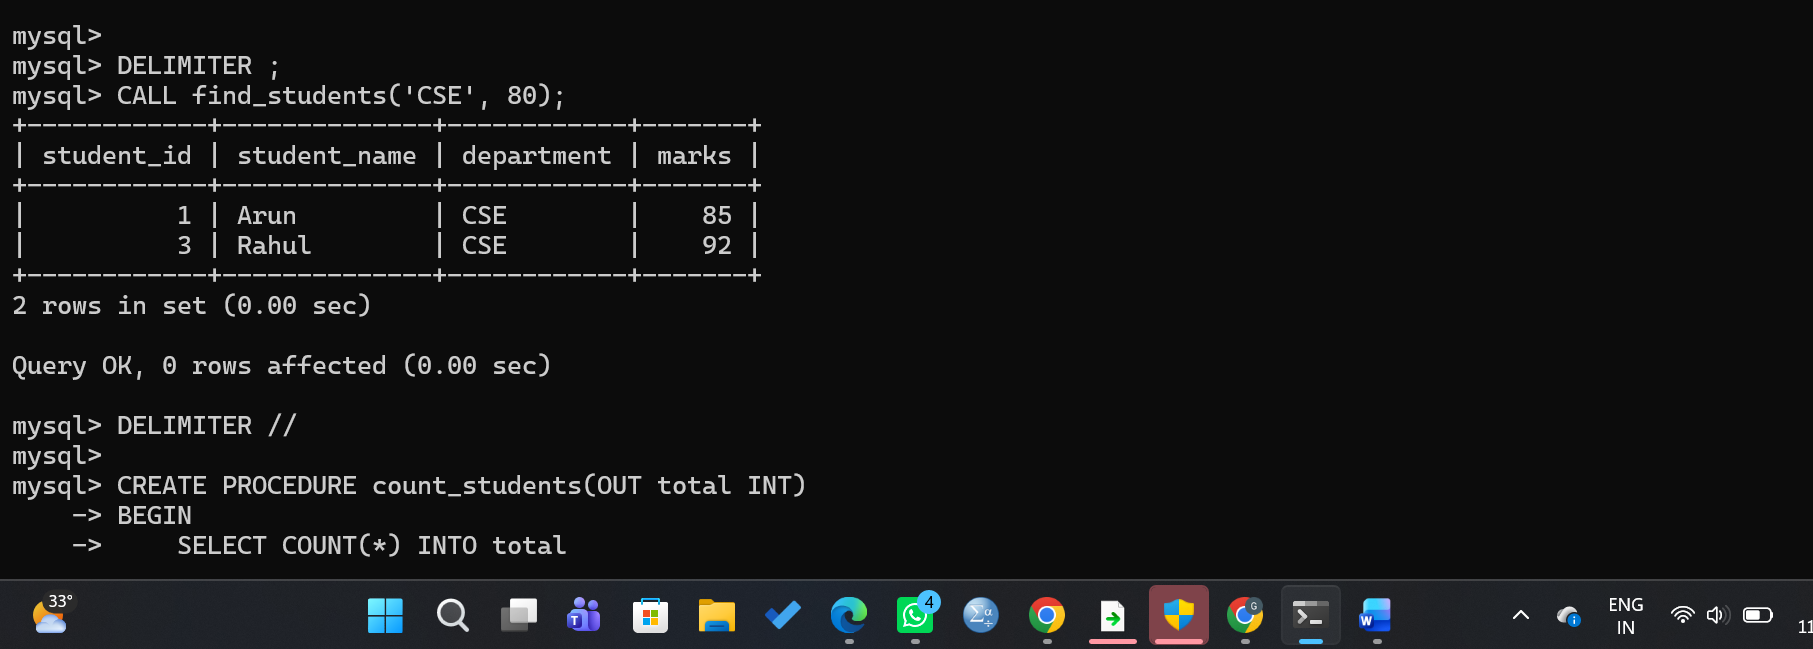 mysql>
mysql> DELIMITER ;
mysql> CALL find_students('CSE', 80);
+------------+--------------+------------+-------+
| student_id | student_name | department | marks |
+------------+--------------+------------+-------+
|          1 | Arun         | CSE        |    85 |
|          3 | Rahul        | CSE        |    92 |
+------------+--------------+------------+-------+
2 rows in set (0.00 sec)
Query OK, 0 rows affected (0.00 sec)
mysql> DELIMITER //
mysql>
mysql> CREATE PROCEDURE count_students(OUT total INT)
    -> BEGIN
    ->     SELECT COUNT(*) INTO total
33°
4
G
ENG
IN
11